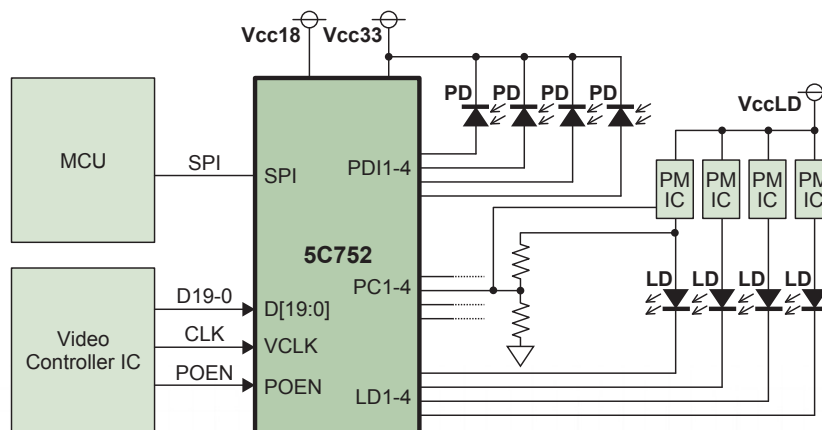 Vcc18 Vcc33
PD PD PD PD
VccLD
MCU
SPI
SPI
PDI1-4
PM IC
PM IC
PM IC
PM IC
5C752
Video Controller IC
D19-0
CLK
POEN
D[19:0]
VCLK
POEN
PC1-4
LD LD LD LD
LD1-4